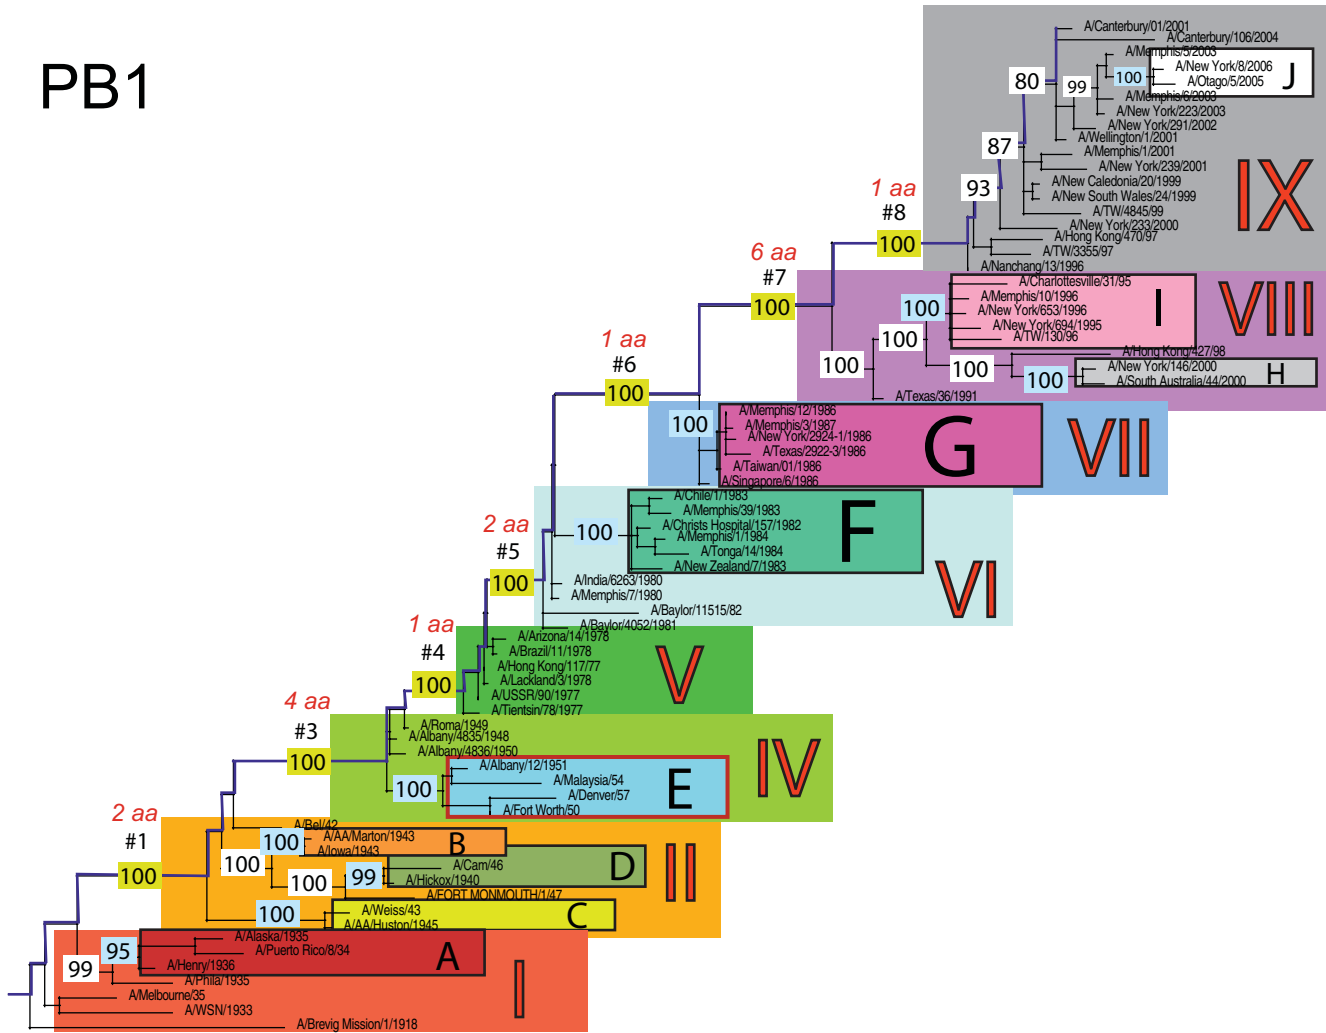 PB1
A/Canterbury/01/2001
A/Canterbury/106/2004
A/Memphis/5/2003
A/New York/8/2006
A/Otago/5/2005
J
100
99
80
A/Memphis/6/2003
A/New York/223/2003
A/New York/291/2002
A/Wellington/1/2001
87
A/Memphis/1/2001
A/New York/239/2001
93
A/New Caledonia/20/1999
A/New South Wales/24/1999
IX
A/TW/4845/99
A/New York/233/2000
A/Hong Kong/470/97
A/TW/3355/97
A/Nanchang/13/1996
1 aa
#8
100
6 aa
#7
100
A/Charlottesville/31/95
A/Memphis/10/1996
A/New York/653/1996
A/New York/694/1995
A/TW/130/96
I
VIII
100
100
100
100
A/Hong Kong/427/98
A/New York/146/2000
A/South Australia/44/2000
H
100
A/Texas/36/1991
1 aa
#6
100
A/Memphis/12/1986
A/Memphis/3/1987
A/New York/2924-1/1986
A/Texas/2922-3/1986
A/Taiwan/01/1986
A/Singapore/6/1986
100
G
VII
2 aa
#5
100
A/Chile/1/1983
A/Memphis/39/1983
A/Christs Hospital/157/1982
A/Memphis/1/1984
A/Tonga/14/1984
A/New Zealand/7/1983
100
F
VI
A/India/6263/1980
A/Memphis/7/1980
A/Baylor/11515/82
A/Baylor/4052/1981
1 aa
#4
100
A/Arizona/14/1978
A/Brazil/11/1978
A/Hong Kong/117/77
A/Lackland/3/1978
A/USSR/90/1977
A/Tientsin/78/1977
V
4 aa
#3
100
A/Roma/1949
A/Albany/4835/1948
A/Albany/4836/1950
A/Albany/12/1951
A/Malaysia/54
A/Denver/57
A/Fort Worth/50
100
E
IV
2 aa
#1
100
A/Bel/42
A/AA/Marton/1943
A/Iowa/1943
100
B
100
A/Cam/46
A/Hickox/1940
100
99
D
A/FORT MONMOUTH/1/47
A/Weiss/43
A/AA/Huston/1945
100
C
II
A/Alaska/1935
A/Puerto Rico/8/34
A/Henry/1936
95
A
99
A/Phila/1935
A/Melbourne/35
A/WSN/1933
A/Brevig Mission/1/1918
I